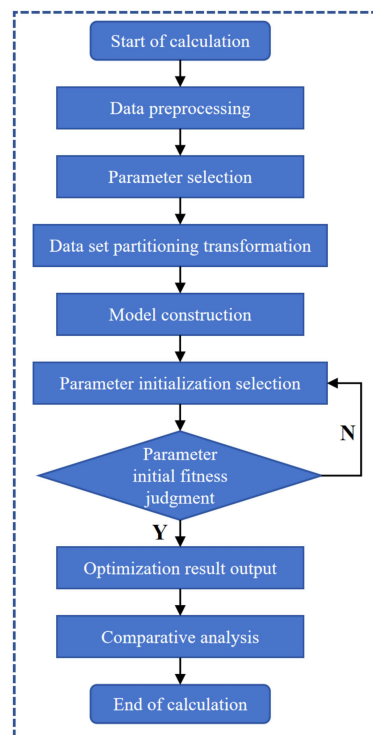 Start of calculation
Data preprocessing
Parameter selection
Data set partitioning transformation
Model construction
Parameter initialization selection
N
Parameter
initial fitness
judgment
Y
Optimization result output
Comparative analysis
End of calculation